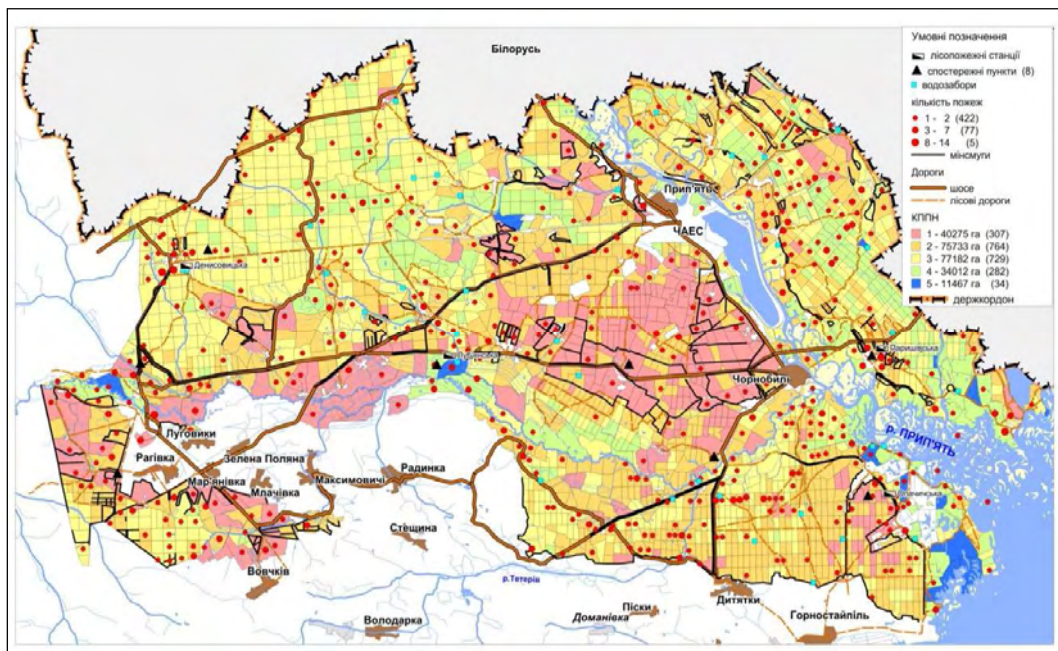 Білорусь
Умовні позначення
лісопожежні станції
спостережні пункти (8)
водозабори
кількість пожеж
1 - 2 (422)
3 - 7 (77)
8 - 14 (5)
мінсмуги
Дороги
шосе
лісові дороги
КППН
1 - 40275 га (307)
2 - 75733 га (764)
3 - 77182 га (729)
4 - 34012 га (282)
5 - 11467 га (34)
держкордон
Прип'ять
ЧАЕС
Денисовицька
Чорнобиль
р. ПРИП'ЯТЬ
Луговики
Рагівка
Зелена Поляна
Мар'янівка
Млачівка
Максимовичі
Радинка
Стещина
Вовчків
р.Тетерів
Володарка
Доманівка
Піски
Дитятки
Горностайпіль